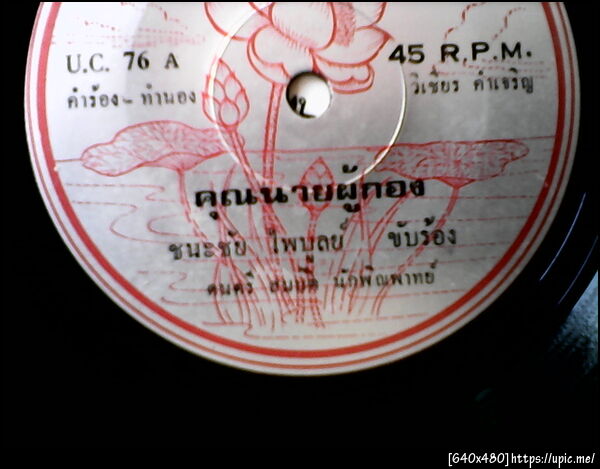 U.C. 76 A 45 R.P.M.
คำร้อง - ทำนอง วิเชียร คำเจริญ
คุณนายผู้กอง
ชนะชัย ไพบูลย์ ขับร้อง
ดนตรี สมบัติ นักพิณพาทย์
[640x480]https://upic.me/